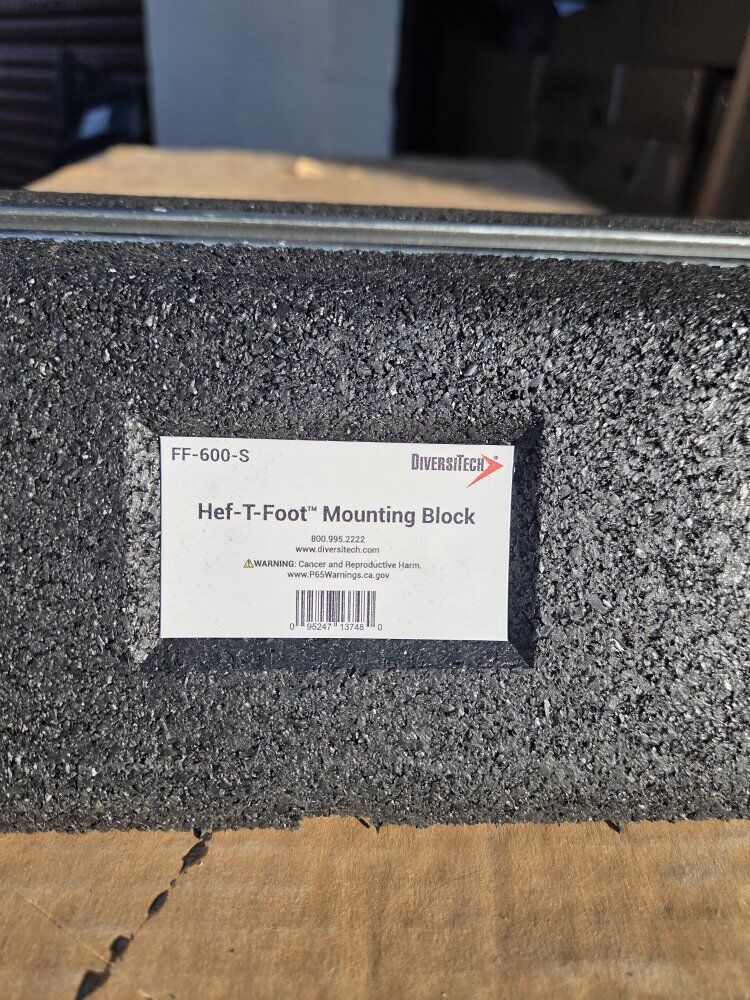 FF-600-S
DIVERSITECH®
Hef-T-Foot™ Mounting Block
800.995.2222
www.diversitech.com
⚠WARNING: Cancer and Reproductive Harm.
www.P65Warnings.ca.gov
0 95247 13748 0